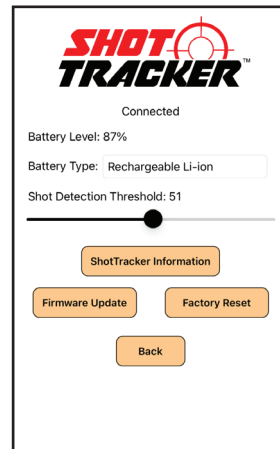 SHOT
TRACKER™
Connected
Battery Level: 87%
Battery Type: Rechargeable Li-ion
Shot Detection Threshold: 51
ShotTracker Information
Firmware Update Factory Reset
Back